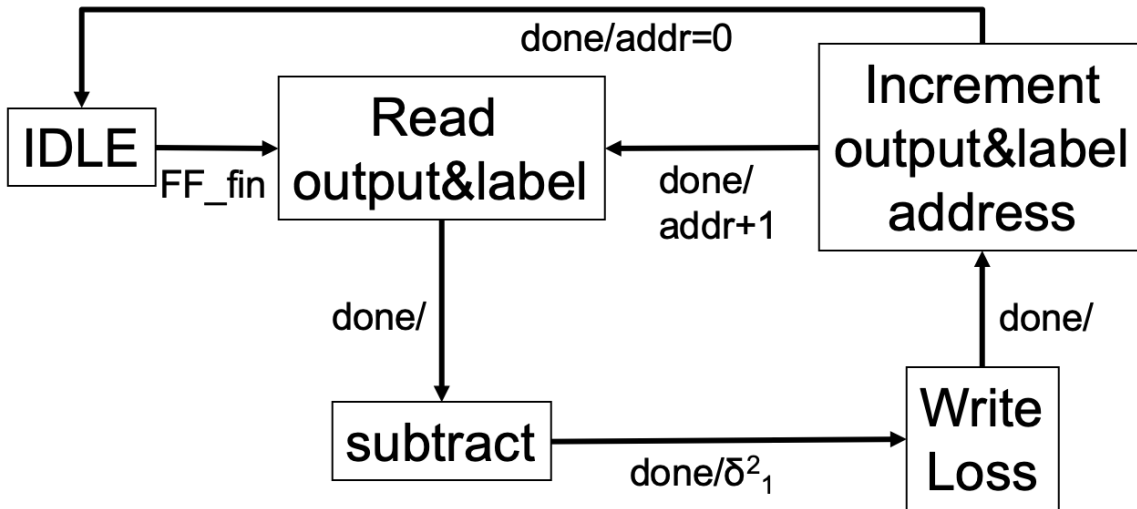 done/addr=0
Increment
output&label
address
IDLE
FF_fin
Read
output&label
done/
addr+1
done/
done/
subtract
done/δ²₁
Write
Loss